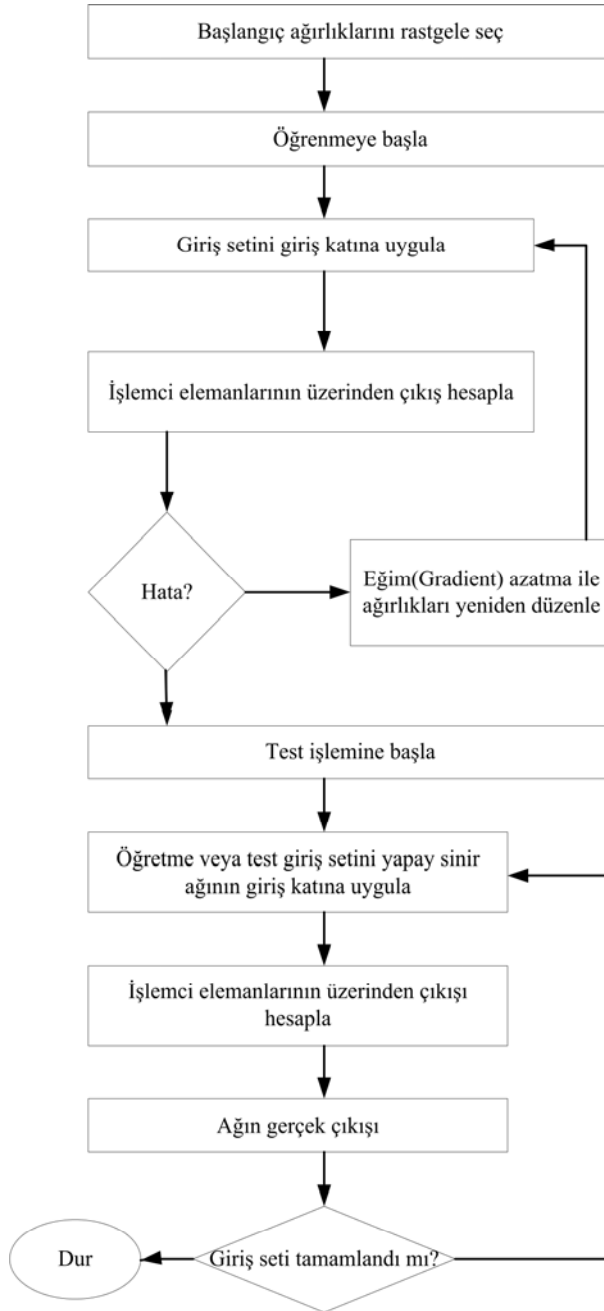 Başlangıç ağırlıklarını rastgele seç
Öğrenmeye başla
Giriş setini giriş katına uygula
İşlemci elemanlarının üzerinden çıkış hesapla
Hata?
Eğim(Gradient) azatma ile
ağırlıkları yeniden düzenle
Test işlemine başla
Öğretme veya test giriş setini yapay sinir
ağının giriş katına uygula
İşlemci elemanlarının üzerinden çıkışı
hesapla
Ağın gerçek çıkışı
Giriş seti tamamlandı mı?
Dur